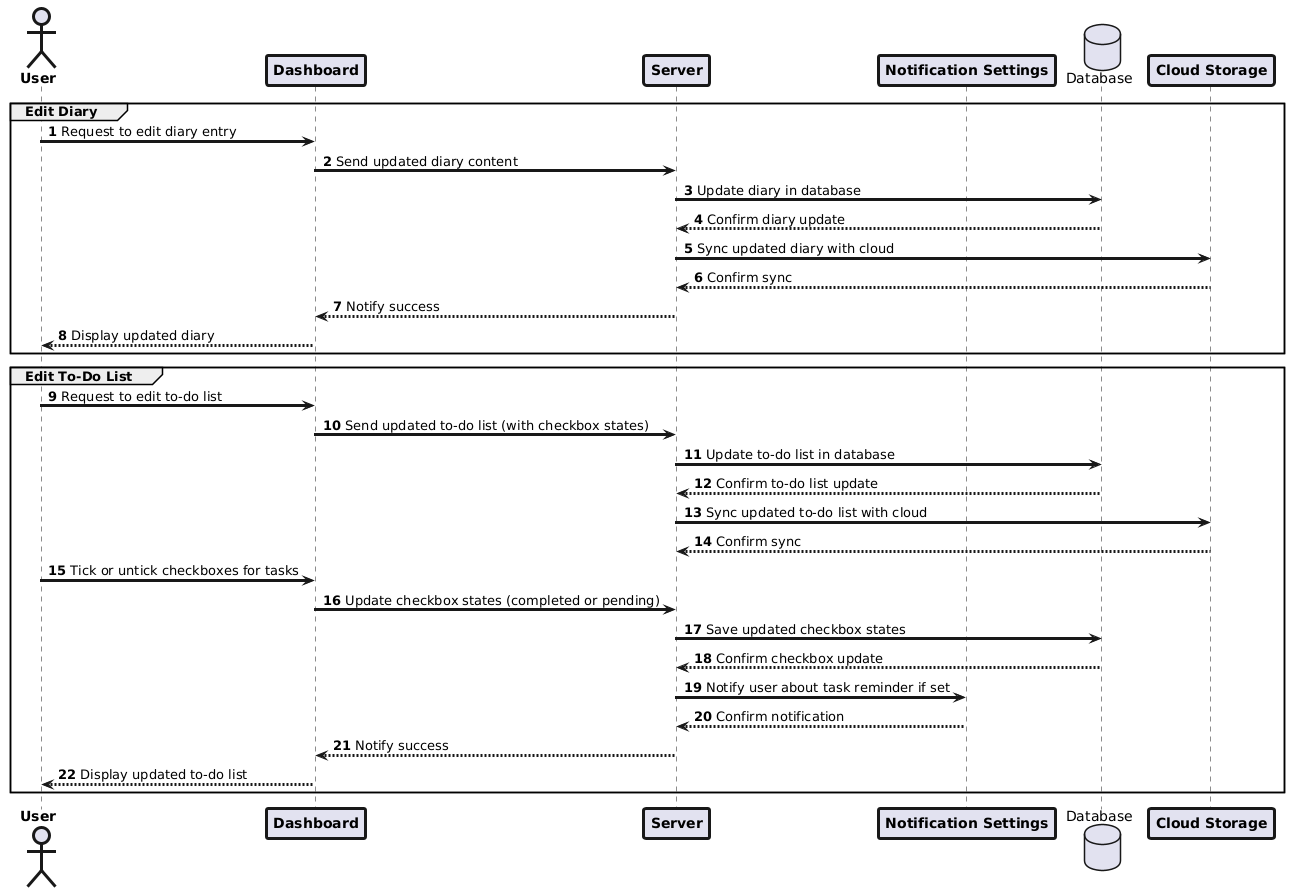 User
Dashboard
Server
Notification Settings
Database
Cloud Storage
Edit Diary
1 Request to edit diary entry
2 Send updated diary content
3 Update diary in database
4 Confirm diary update
5 Sync updated diary with cloud
6 Confirm sync
7 Notify success
8 Display updated diary
Edit To-Do List
9 Request to edit to-do list
10 Send updated to-do list (with checkbox states)
11 Update to-do list in database
12 Confirm to-do list update
13 Sync updated to-do list with cloud
14 Confirm sync
15 Tick or untick checkboxes for tasks
16 Update checkbox states (completed or pending)
17 Save updated checkbox states
18 Confirm checkbox update
19 Notify user about task reminder if set
20 Confirm notification
21 Notify success
22 Display updated to-do list
User
Dashboard
Server
Notification Settings
Database
Cloud Storage